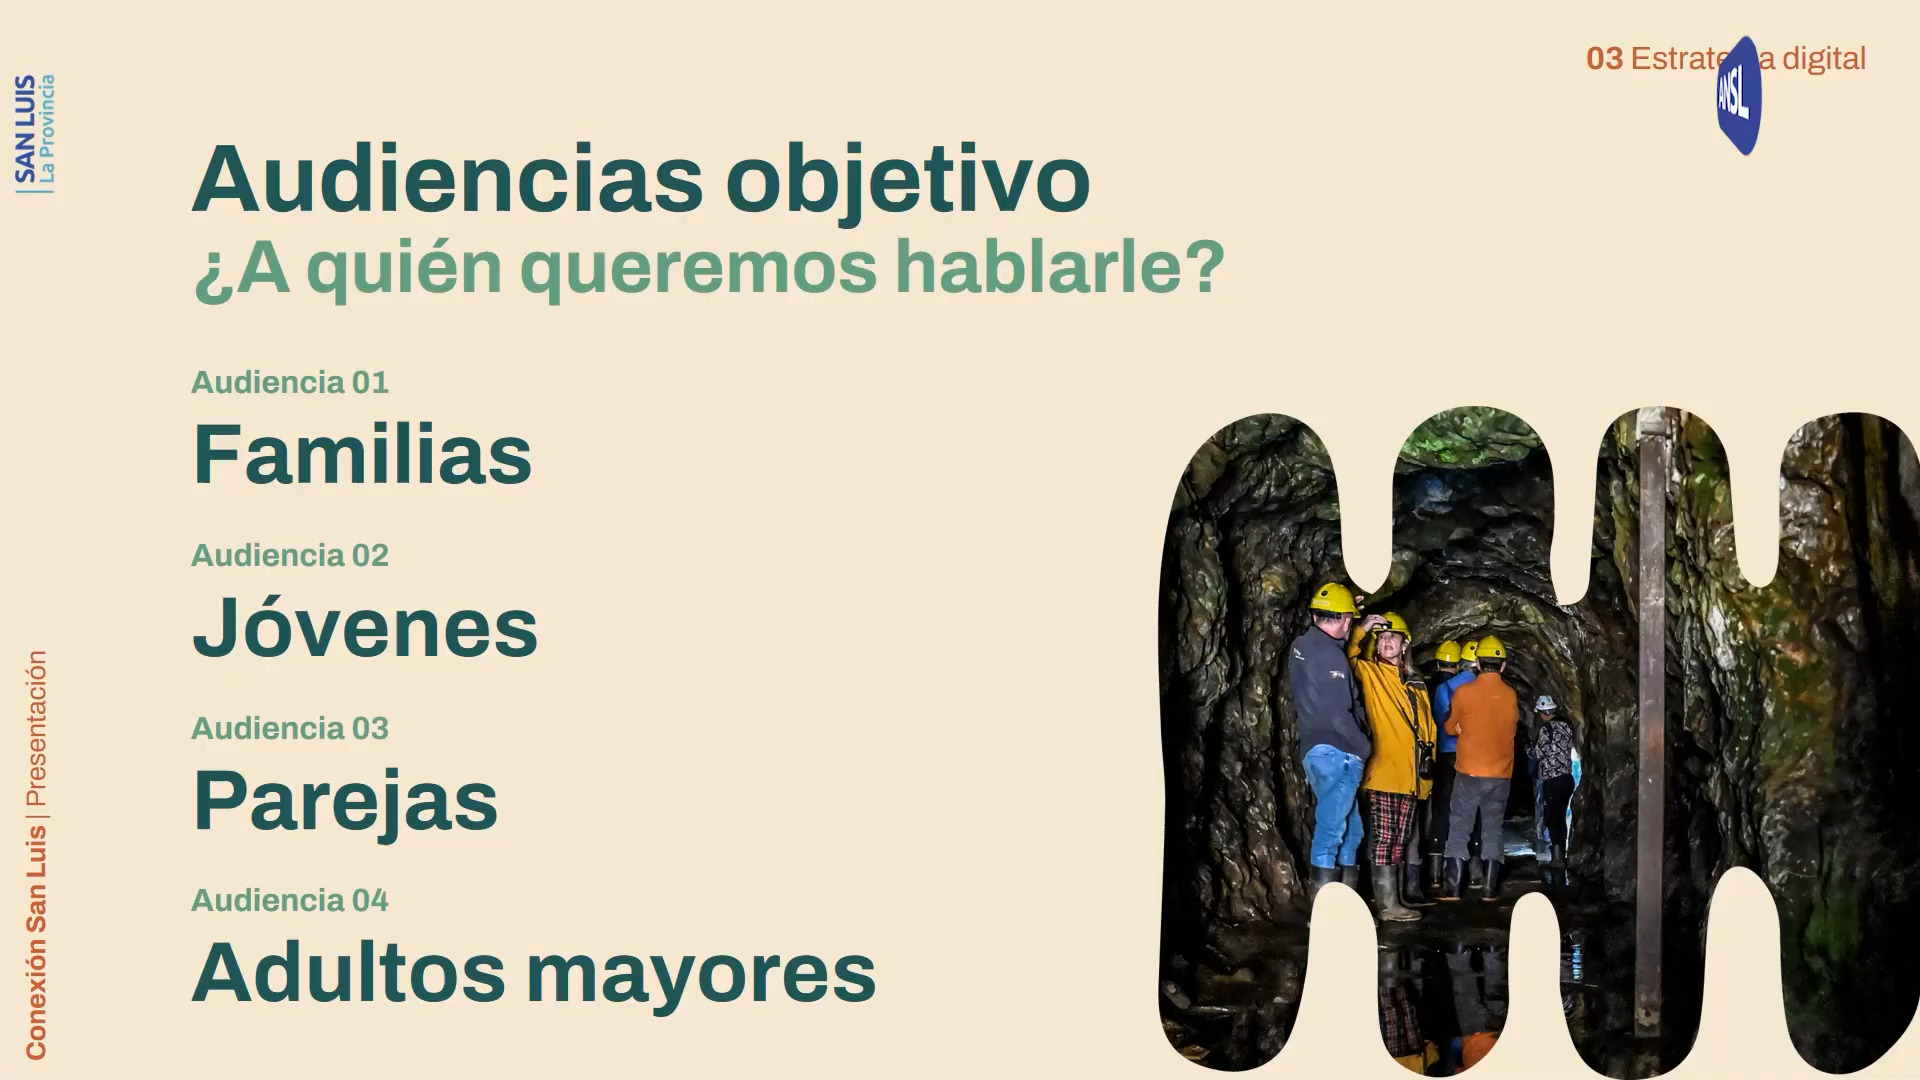 03 Estrate a digital
ANSL
SAN LUIS
La Provincia
Audiencias objetivo
¿A quién queremos hablarle?
Audiencia 01
Familias
Audiencia 02
Jóvenes
Audiencia 03
Parejas
Audiencia 04
Adultos mayores
Conexión San Luis | Presentación